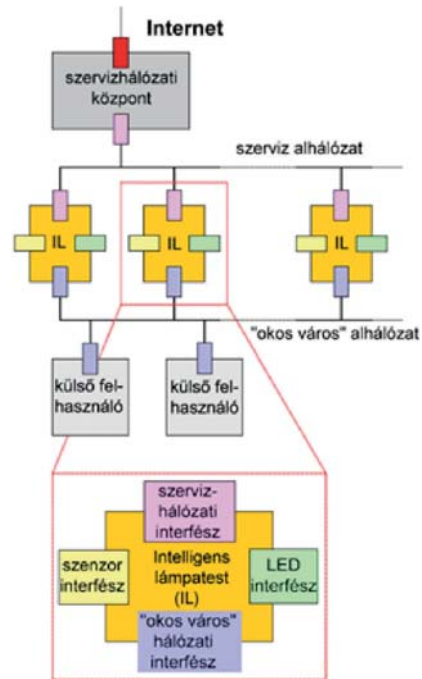 Internet
szervizhálózati
központ
szerviz alhálózat
IL
IL
IL
"okos város" alhálózat
külső fel-
használó
külső fel-
használó
szerviz-
hálózati
interfész
szenzor
interfész
Intelligens
lámpatest
(IL)
LED
interfész
"okos város"
hálózati
interfész